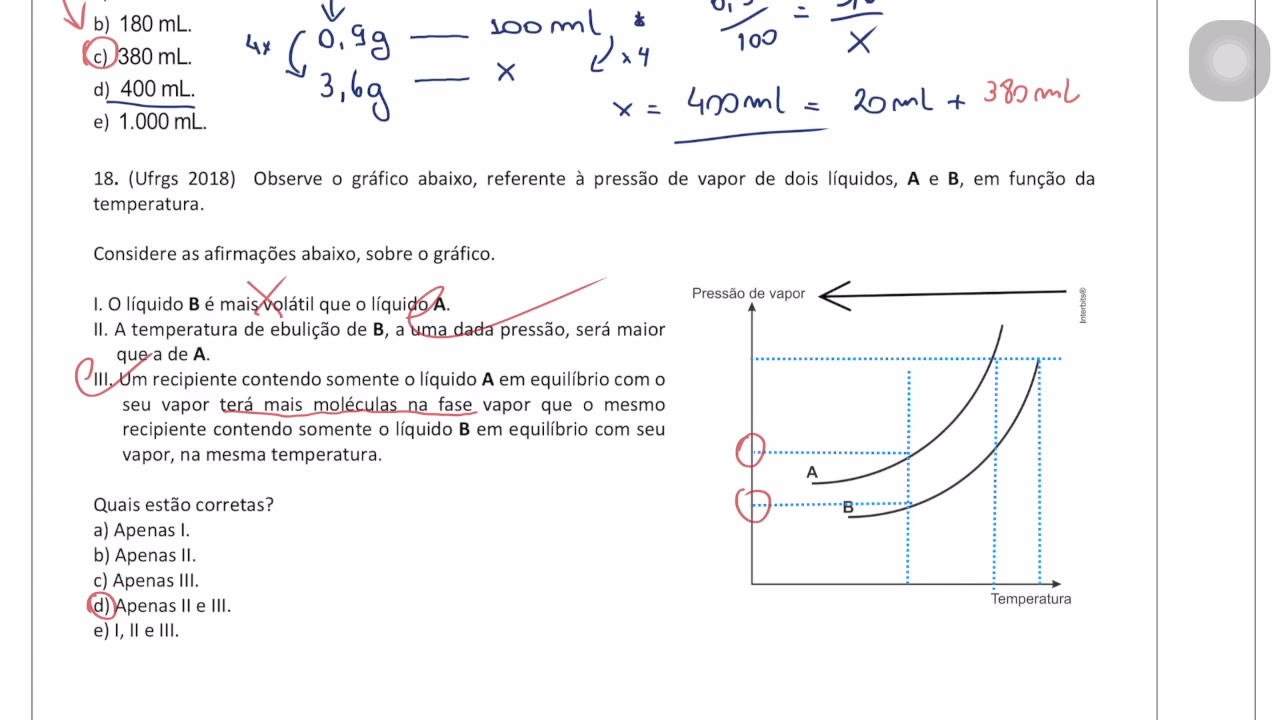 b) 180 mL.
c) 380 mL.
d) 400 mL.
e) 1.000 mL.
4x
0,9g 100ml
3,6g x
x4
100
x
x = 400ml = 20ml + 380ml
18. (Ufrgs 2018) Observe o gráfico abaixo, referente à pressão de vapor de dois líquidos, A e B, em função da
temperatura.
Considere as afirmações abaixo, sobre o gráfico.
I. O líquido B é mais volátil que o líquido A.
II. A temperatura de ebulição de B, a uma dada pressão, será maior
que a de A.
III. Um recipiente contendo somente o líquido A em equilíbrio com o
seu vapor terá mais moléculas na fase vapor que o mesmo
recipiente contendo somente o líquido B em equilíbrio com seu
vapor, na mesma temperatura.
Quais estão corretas?
a) Apenas I.
b) Apenas II.
c) Apenas III.
d) Apenas II e III.
e) I, II e III.
Pressão de vapor
Interbits®
A
B
Temperatura